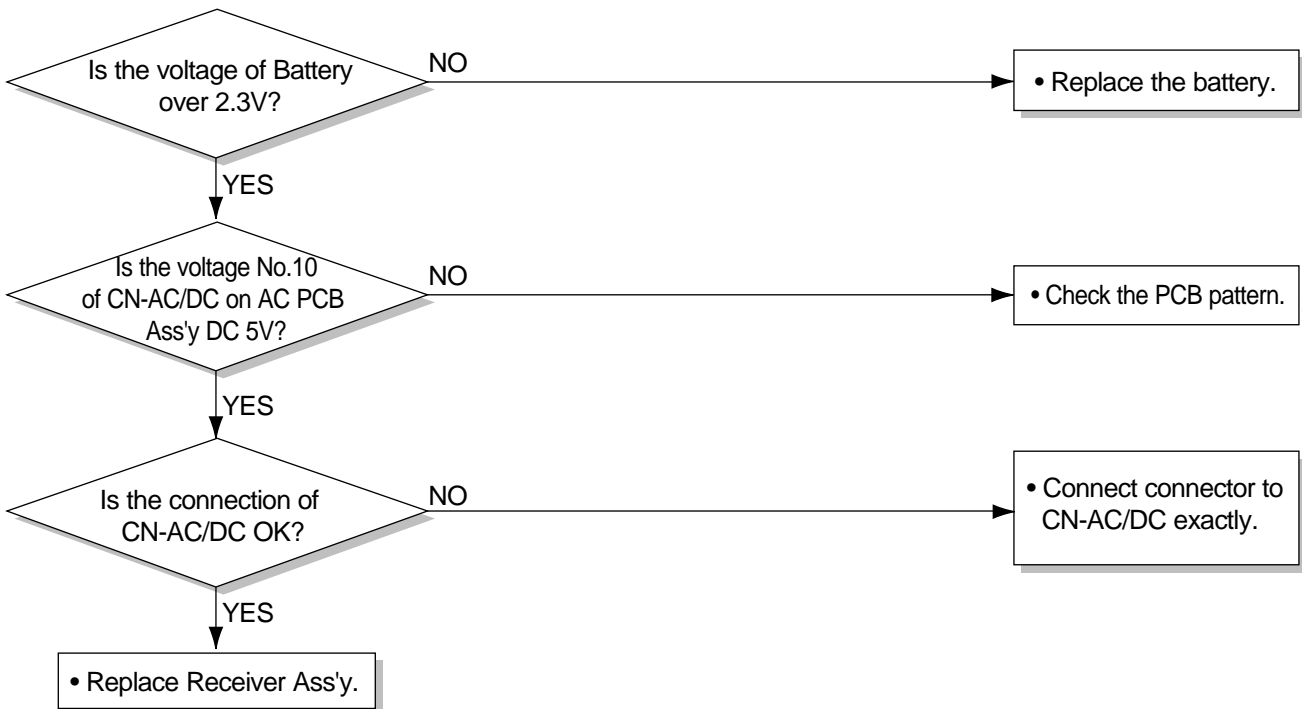 Is the voltage of Battery
over 2.3V?
NO
• Replace the battery.
YES
Is the voltage No.10
of CN-AC/DC on AC PCB
Ass'y DC 5V?
NO
• Check the PCB pattern.
YES
Is the connection of
CN-AC/DC OK?
NO
• Connect connector to
CN-AC/DC exactly.
YES
• Replace Receiver Ass'y.